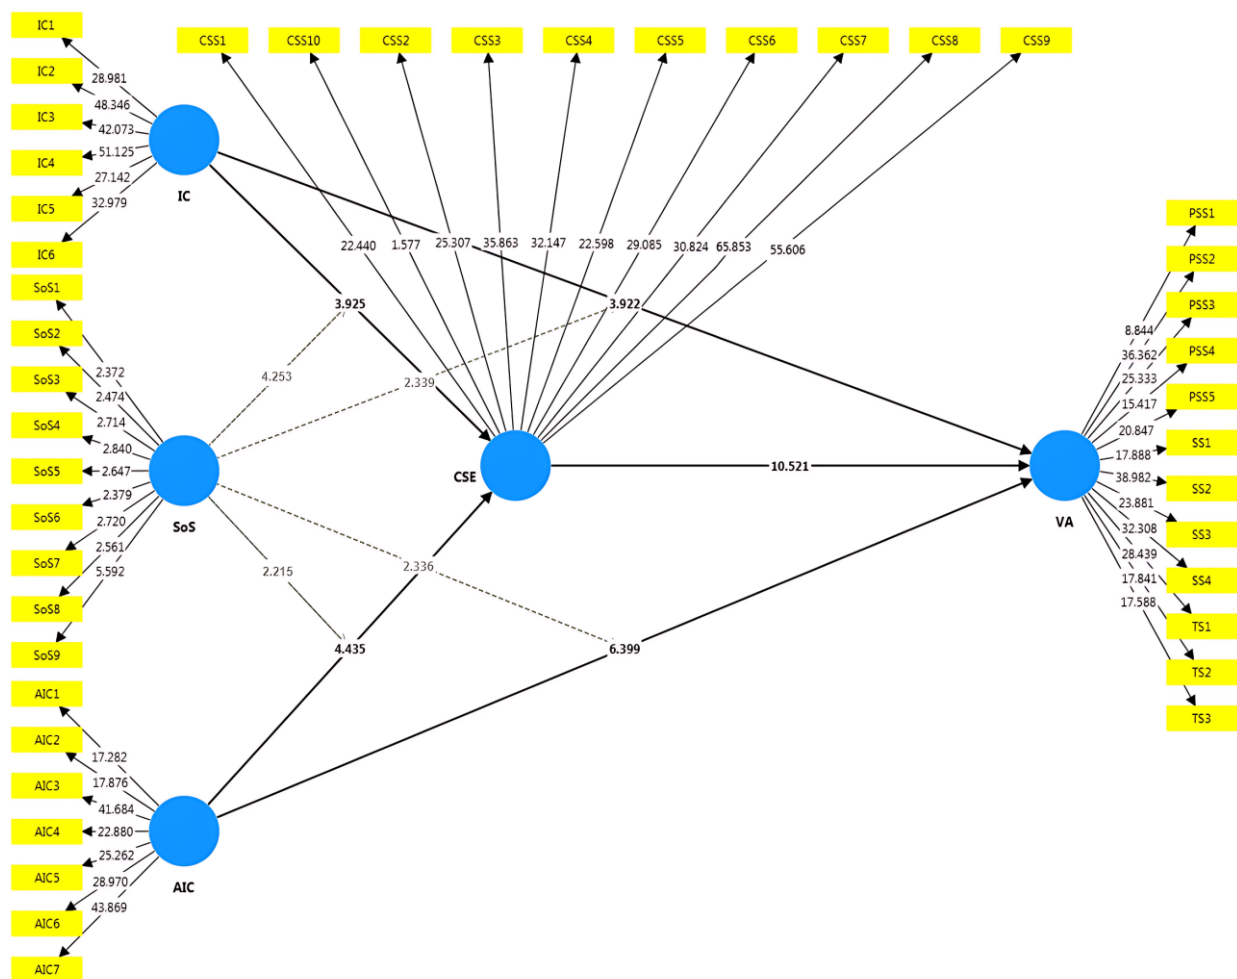 IC1
IC2
IC3
IC4
IC5
IC6
28.981
48.346
42.073
51.125
27.142
32.979
IC
CSS1 CSS10 CSS2 CSS3 CSS4 CSS5 CSS6 CSS7 CSS8 CSS9
22.440 1.577 25.307 35.863 32.147 22.598 29.085 30.824 65.853 55.606
3.925 3.922
4.253 2.339
SoS1
SoS2
SoS3
SoS4
SoS5
SoS6
SoS7
SoS8
SoS9
2.372
2.474
2.714
2.840
2.647
2.379
2.720
2.561
5.592
SoS
CSE
10.521
2.215 2.336
4.435 6.399
AIC1
AIC2
AIC3
AIC4
AIC5
AIC6
AIC7
17.282
17.876
41.684
22.880
25.262
28.970
43.869
AIC
VA
8.844
36.362
25.333
15.417
20.847
17.888
38.982
23.881
32.308
28.439
17.841
17.588
PSS1
PSS2
PSS3
PSS4
PSS5
SS1
SS2
SS3
SS4
TS1
TS2
TS3